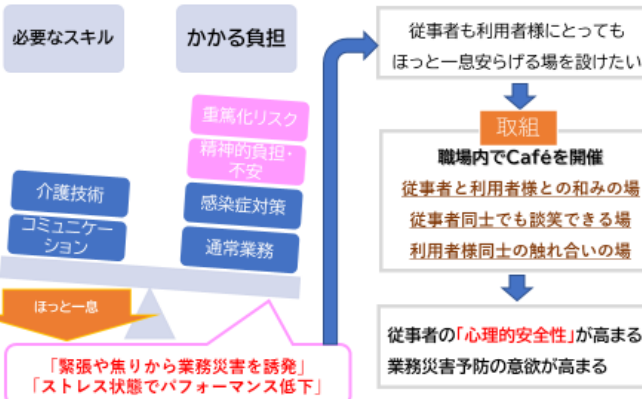 必要なスキル
かかる負担
重篤化リスク
精神的負担・
不安
介護技術
感染症対策
コミュニケー
ション
通常業務
ほっと一息
「緊張や焦りから業務災害を誘発」
「ストレス状態でパフォーマンス低下」
従事者も利用者様にとっても
ほっと一息安らげる場を設けたい
取組
職場内でCaféを開催
従事者と利用者様との和みの場
従事者同士でも談笑できる場
利用者様同士の触れ合いの場
従事者の「心理的安全性」が高まる
業務災害予防の意欲が高まる